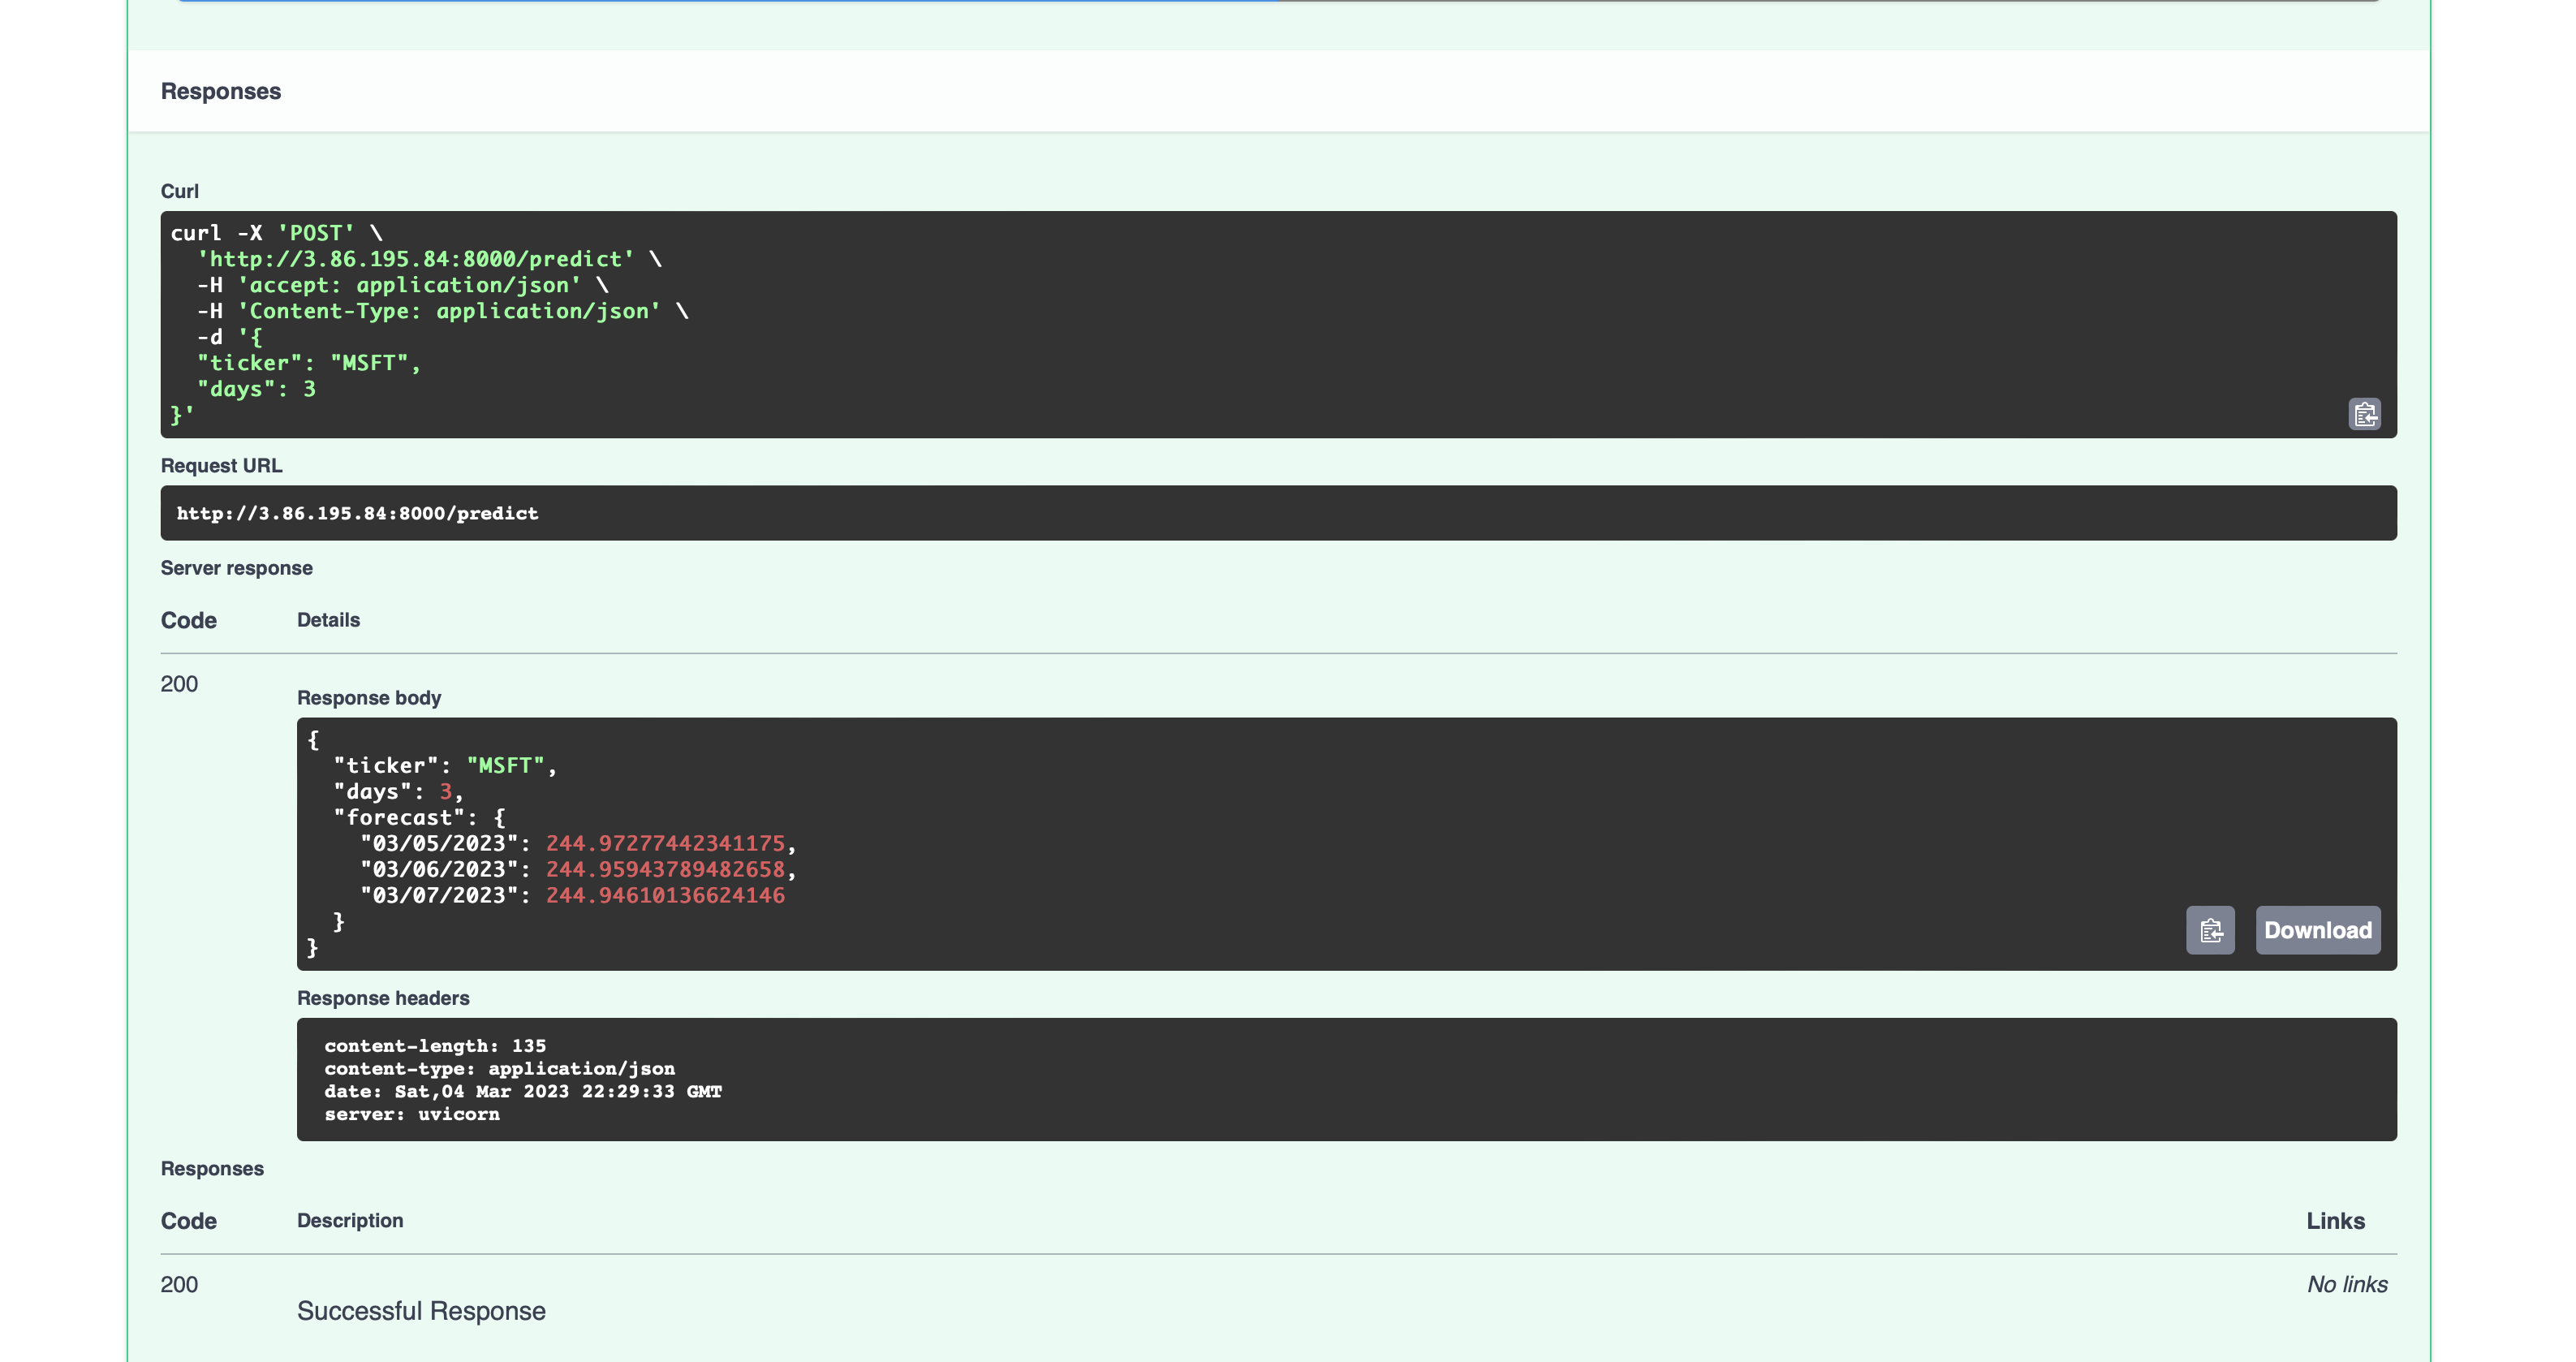 Responses
Curl
curl -X 'POST' \
  'http://3.86.195.84:8000/predict' \
  -H 'accept: application/json' \
  -H 'Content-Type: application/json' \
  -d '{
  "ticker": "MSFT",
  "days": 3
}'
Request URL
http://3.86.195.84:8000/predict
Server response
Code Details
200
Response body
{
  "ticker": "MSFT",
  "days": 3,
  "forecast": {
    "03/05/2023": 244.97277442341175,
    "03/06/2023": 244.95943789482658,
    "03/07/2023": 244.94610136624146
  }
}
Download
Response headers
content-length: 135
content-type: application/json
date: Sat,04 Mar 2023 22:29:33 GMT
server: uvicorn
Responses
Code Description Links
200 No links
Successful Response